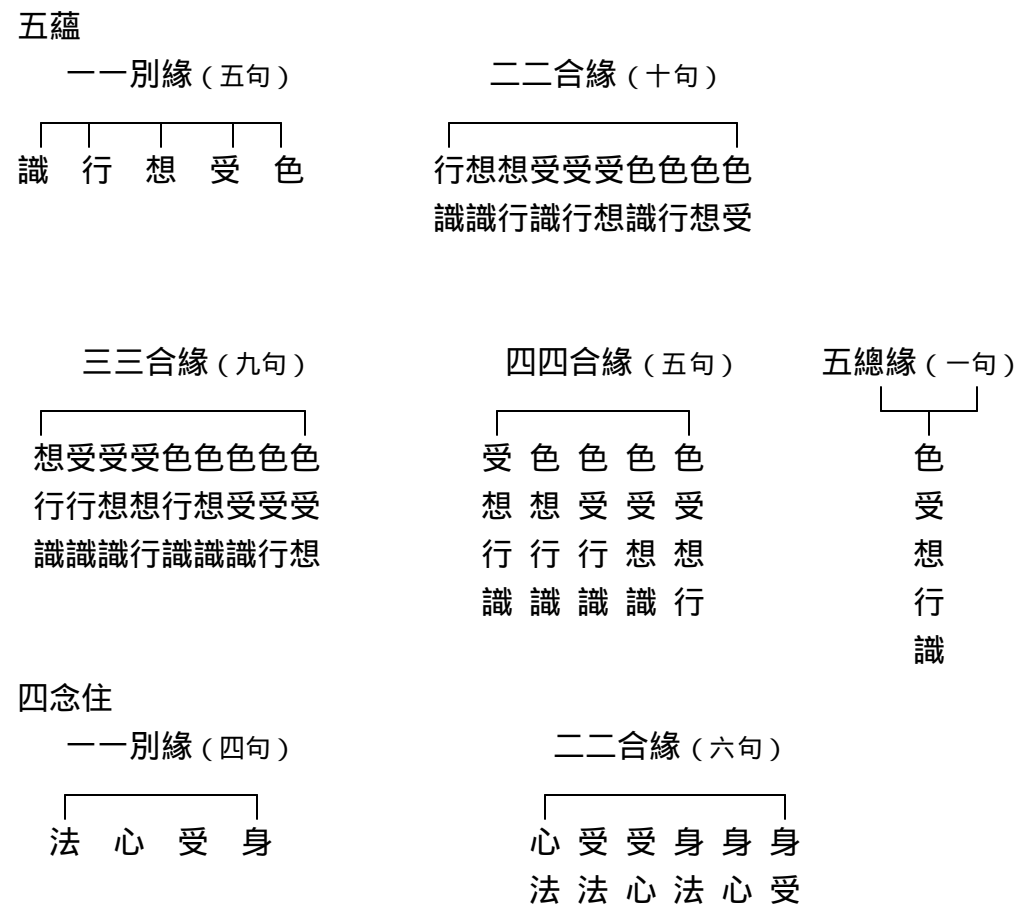 五蘊
一一別緣(五句) 二二合緣(十句)
識 行 想 受 色 行想想受受受色色色色
識識行識行想識行想受
三三合緣(九句) 四四合緣(五句) 五總緣(一句)
想受受受色色色色色 受 色 色 色 色 色
行行想想行想受受受 想 想 受 受 受 受
識識識行識識識行想 行 行 行 想 想 想
識 識 識 識 行 行
識
四念住
一一別緣(四句) 二二合緣(六句)
法 心 受 身 心 受 受 身 身 身
法 法 心 法 心 受